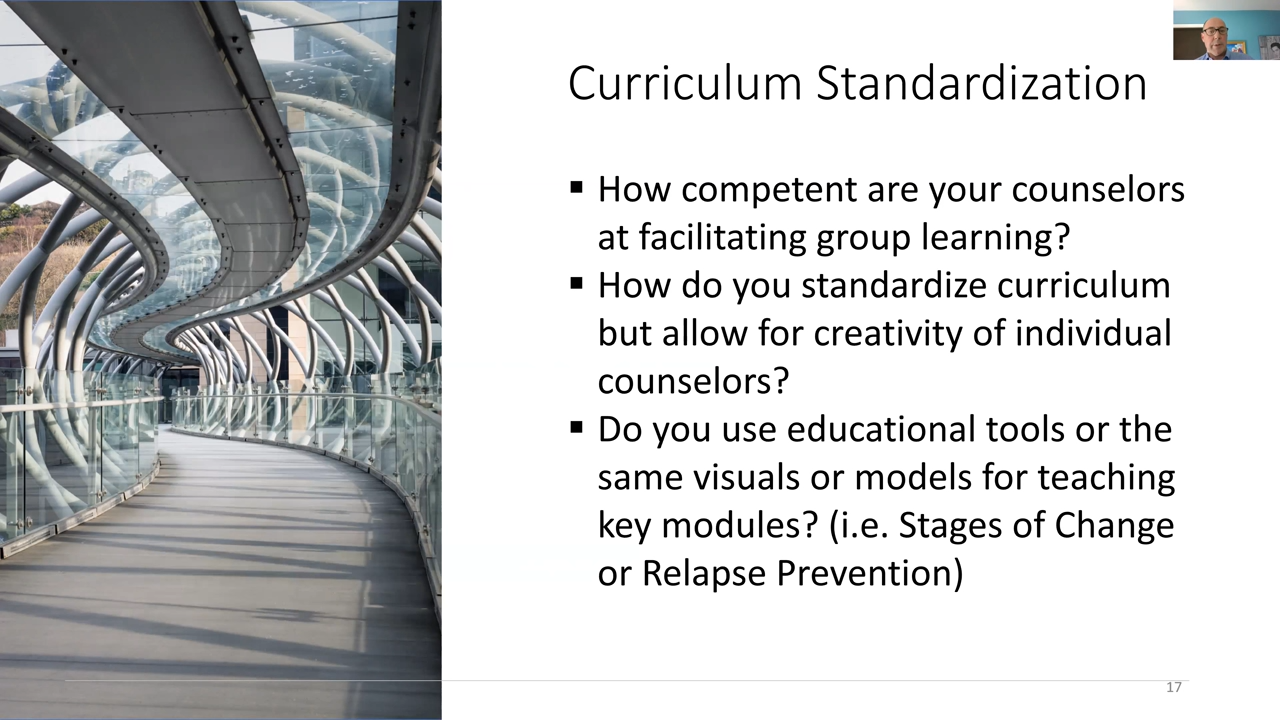 Curriculum Standardization
▪ How competent are your counselors
at facilitating group learning?
▪ How do you standardize curriculum
but allow for creativity of individual
counselors?
▪ Do you use educational tools or the
same visuals or models for teaching
key modules? (i.e. Stages of Change
or Relapse Prevention)
17